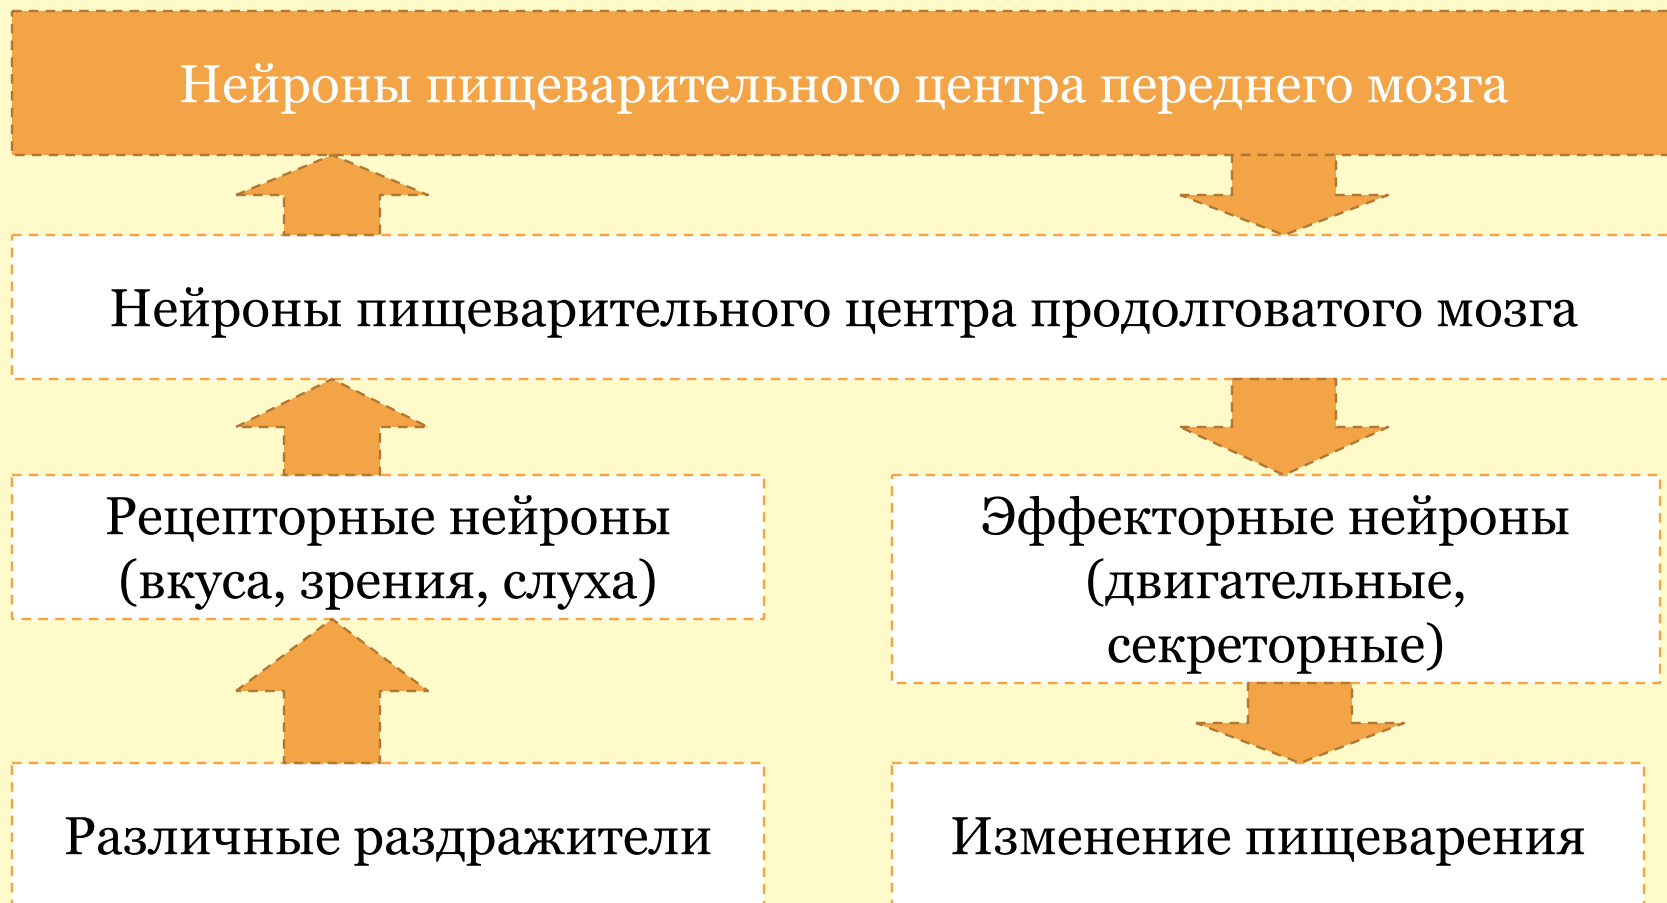 Нейроны пищеварительного центра переднего мозга
Нейроны пищеварительного центра продолговатого мозга
Рецепторные нейроны
(вкуса, зрения, слуха)
Эффекторные нейроны
(двигательные,
секреторные)
Различные раздражители
Изменение пищеварения